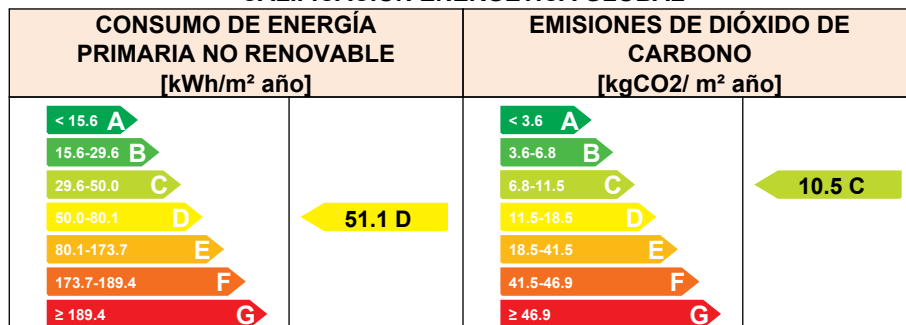 CONSUMO DE ENERGÍA
PRIMARIA NO RENOVABLE
[kWh/m² año]
EMISIONES DE DIÓXIDO DE
CARBONO
[kgCO2/ m² año]
< 15.6 A
15.6-29.6 B
29.6-50.0 C
50.0-80.1 D
80.1-173.7 E
173.7-189.4 F
≥ 189.4 G
51.1 D
< 3.6 A
3.6-6.8 B
6.8-11.5 C
11.5-18.5 D
18.5-41.5 E
41.5-46.9 F
≥ 46.9 G
10.5 C